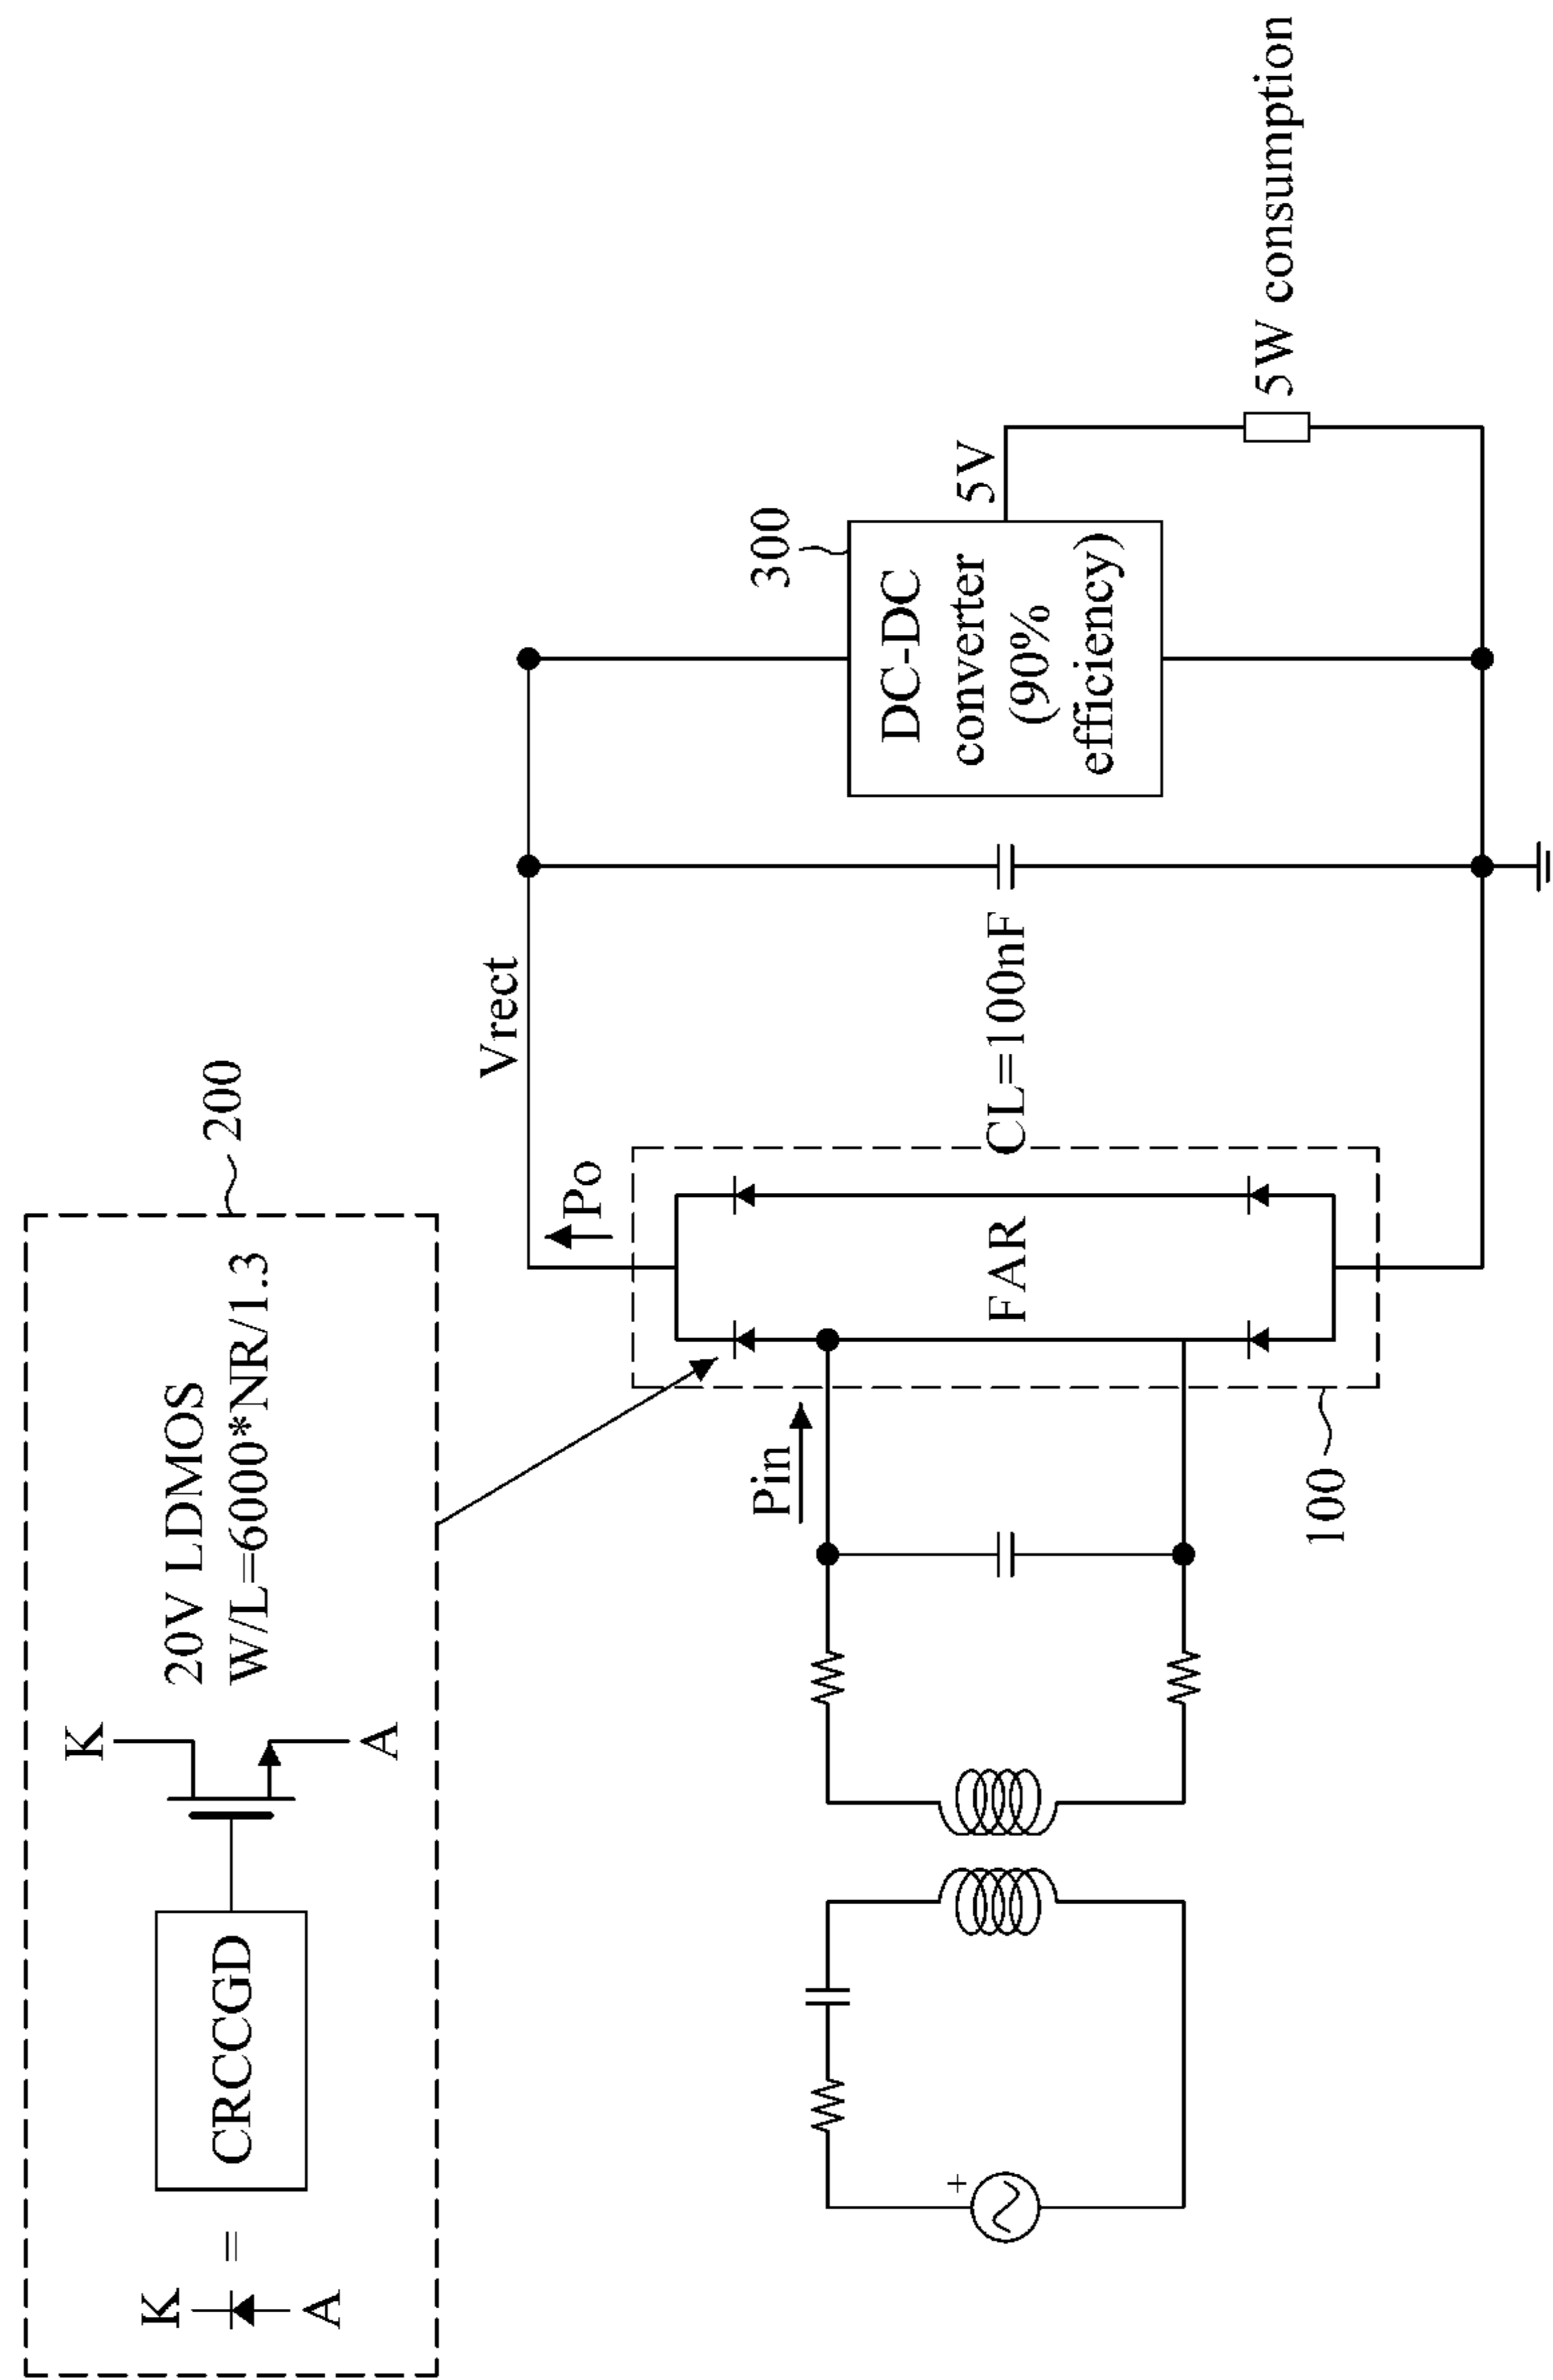 K
A
=
CRCCGD
K
A
20V LDMOS
W/L=6000*NR/1.3
200
+
Pin
100
FAR
Po
Vrect
CL=100nF
300
DC-DC
converter
(90%
efficiency)
5V
5W consumption